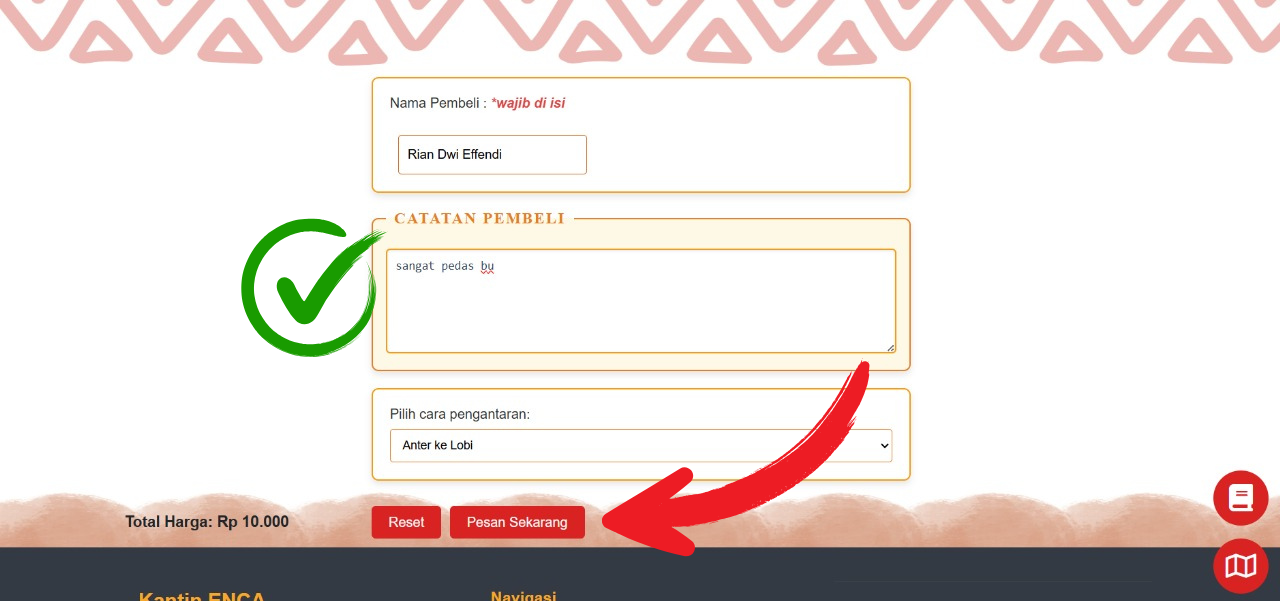 Nama Pembeli : *wajib di isi
Rian Dwi Effendi
CATATAN PEMBELI
sangat pedas bu
Pilih cara pengantaran:
Anter ke Lobi
Total Harga: Rp 10.000
Reset
Pesan Sekarang
Kantin ENCA
Navigasi